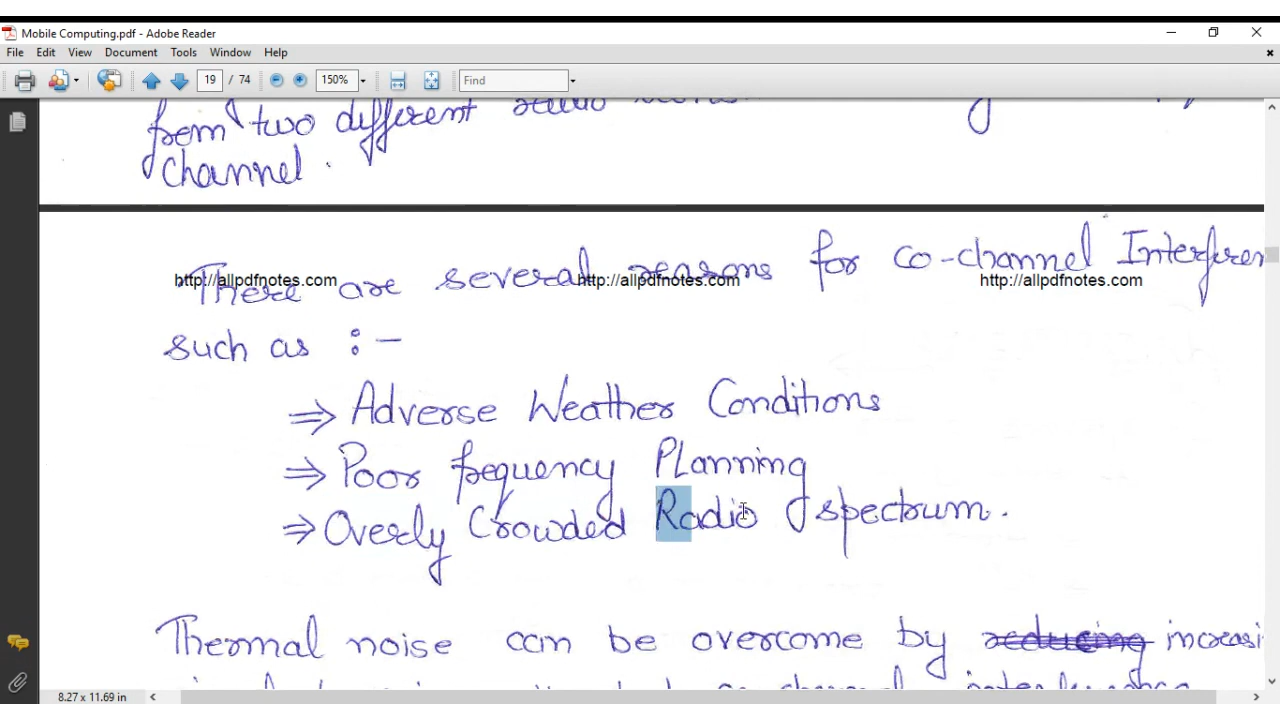 Mobile Computing.pdf - Adobe Reader
File Edit View Document Tools Window Help
19 / 74 150% Find
from two different
channel.
There are several reasons for co-channel Interferen
http://allpdfnotes.com http://allpdfnotes.com http://allpdfnotes.com
such as :-
⇒ Adverse Weather Conditions
⇒ Poor frequency Planning
⇒ Overly Crowded Radio spectrum.
Thermal noise can be overcome by reducing increasi
8.27 x 11.69 in